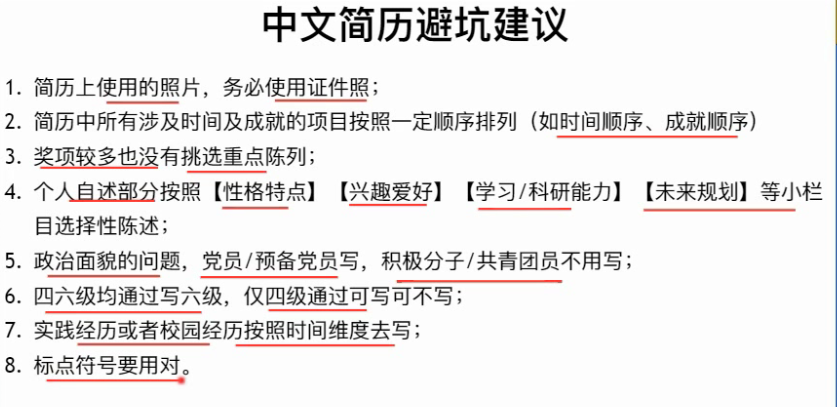 中文简历避坑建议
1. 简历上使用的照片，务必使用证件照；
2. 简历中所有涉及时间及成就的项目按照一定顺序排列（如时间顺序、成就顺序）
3. 奖项较多也没有挑选重点陈列；
4. 个人自述部分按照【性格特点】【兴趣爱好】【学习/科研能力】【未来规划】等小栏
目选择性陈述；
5. 政治面貌的问题，党员/预备党员写，积极分子/共青团员不用写；
6. 四六级均通过写六级，仅四级通过可写可不写；
7. 实践经历或者校园经历按照时间维度去写；
8. 标点符号要用对。